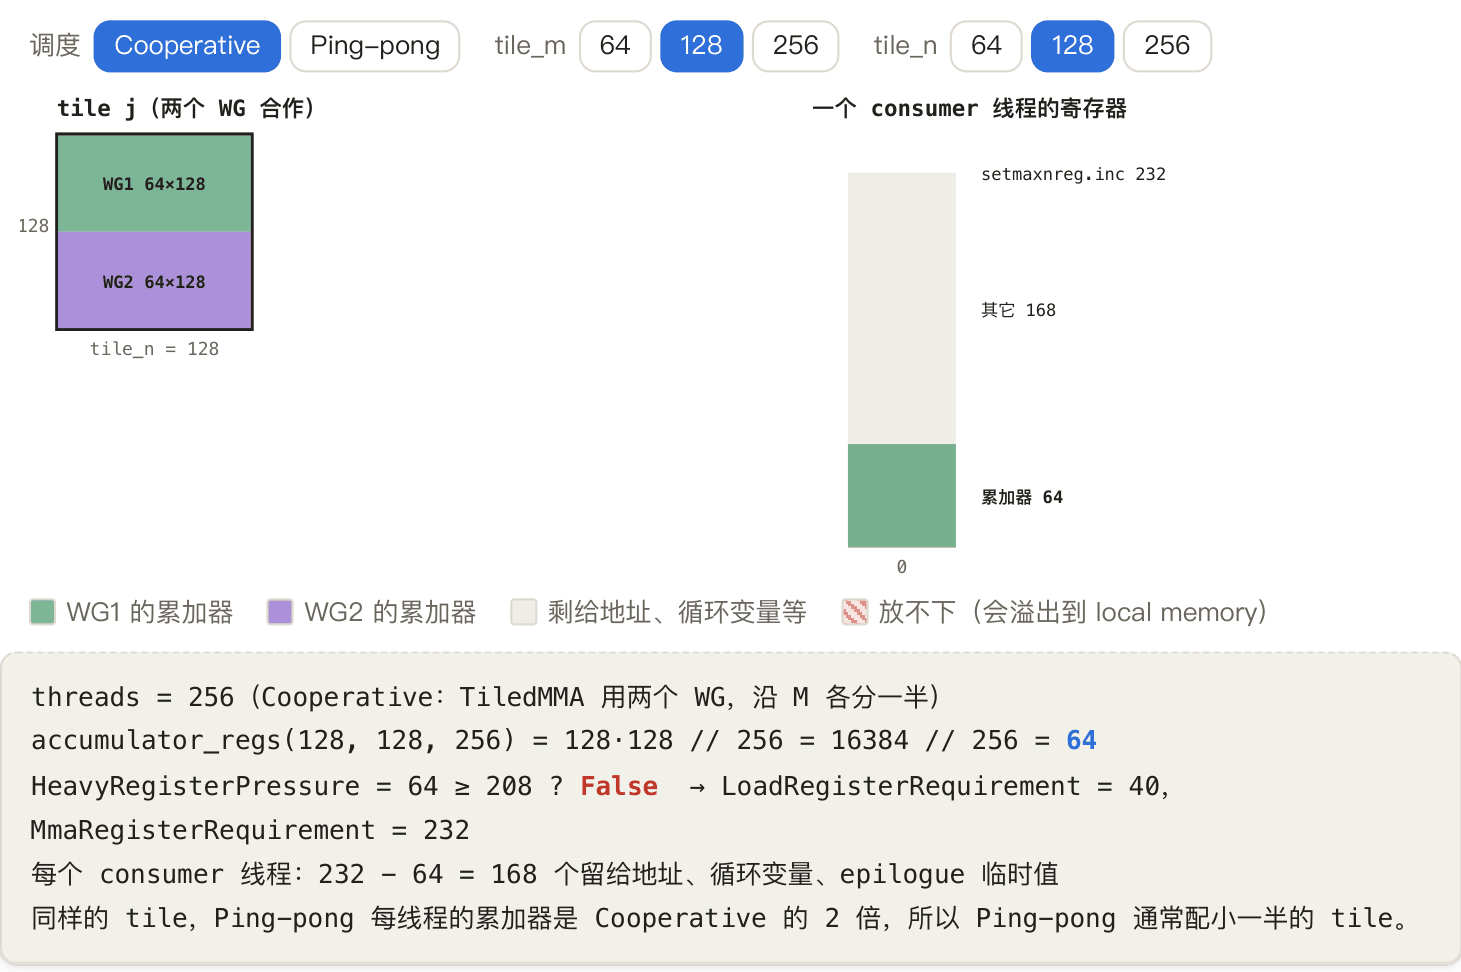 调度 Cooperative Ping-pong tile_m 64 128 256 tile_n 64 128 256
tile j（两个 WG 合作）
一个 consumer 线程的寄存器
WG1 64×128
128
WG2 64×128
tile_n = 128
setmaxnreg.inc 232
其它 168
累加器 64
0
WG1 的累加器 WG2 的累加器 剩给地址、循环变量等 放不下（会溢出到 local memory）
threads = 256（Cooperative: TiledMMA 用两个 WG, 沿 M 各分一半）
accumulator_regs(128, 128, 256) = 128·128 // 256 = 16384 // 256 = 64
HeavyRegisterPressure = 64 ≥ 208 ? False → LoadRegisterRequirement = 40,
MmaRegisterRequirement = 232
每个 consumer 线程: 232 − 64 = 168 个留给地址、循环变量、epilogue 临时值
同样的 tile, Ping-pong 每线程的累加器是 Cooperative 的 2 倍, 所以 Ping-pong 通常配小一半的 tile。